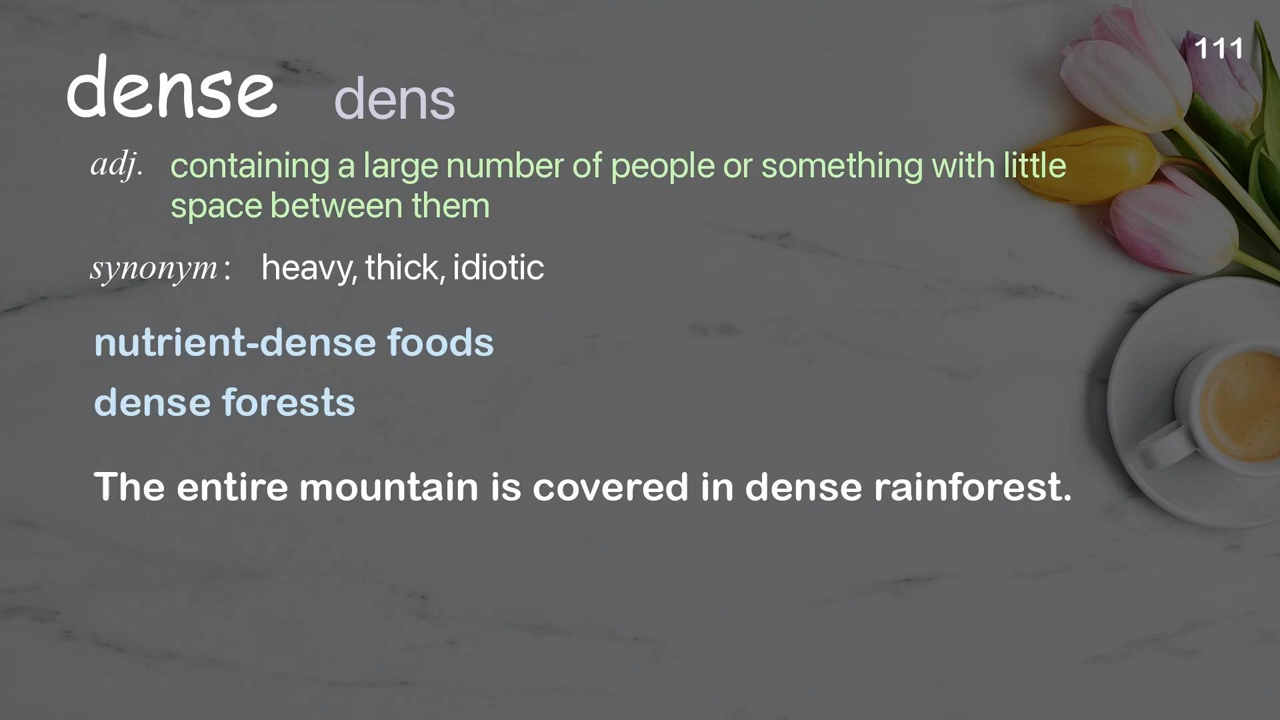 111
dense dens
adj. containing a large number of people or something with little
space between them
synonym: heavy, thick, idiotic
nutrient-dense foods
dense forests
The entire mountain is covered in dense rainforest.